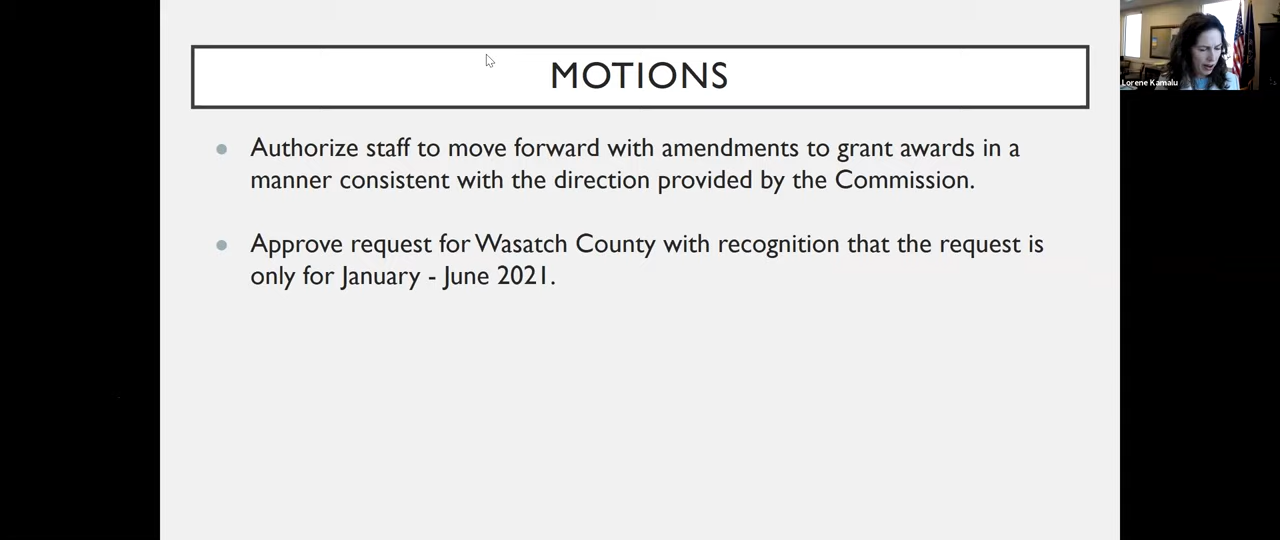 MOTIONS
Lorene Kamalu
Authorize staff to move forward with amendments to grant awards in a
manner consistent with the direction provided by the Commission.
Approve request for Wasatch County with recognition that the request is
only for January - June 2021.